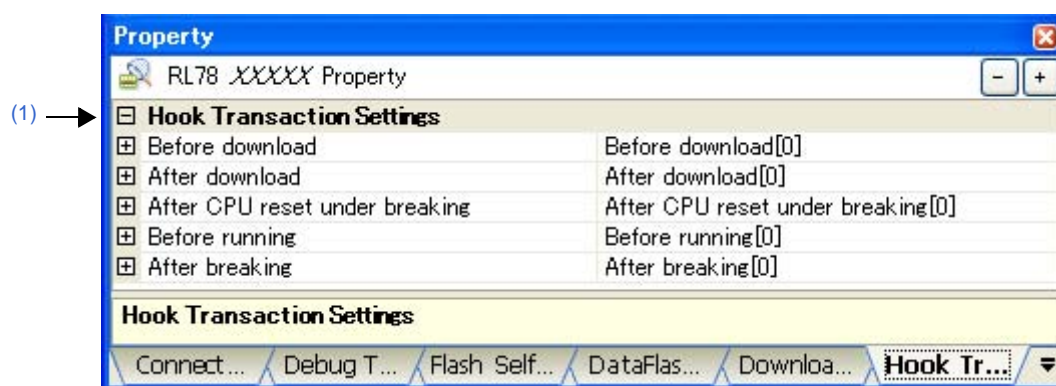 Property
RL78 XXXXX Property
(1)
Hook Transaction Settings
Before download Before download[0]
After download After download[0]
After CPU reset under breaking After CPU reset under breaking[0]
Before running Before running[0]
After breaking After breaking[0]
Hook Transaction Settings
Connect ... Debug T... Flash Self... DataFlas... Downloa... Hook Tr...